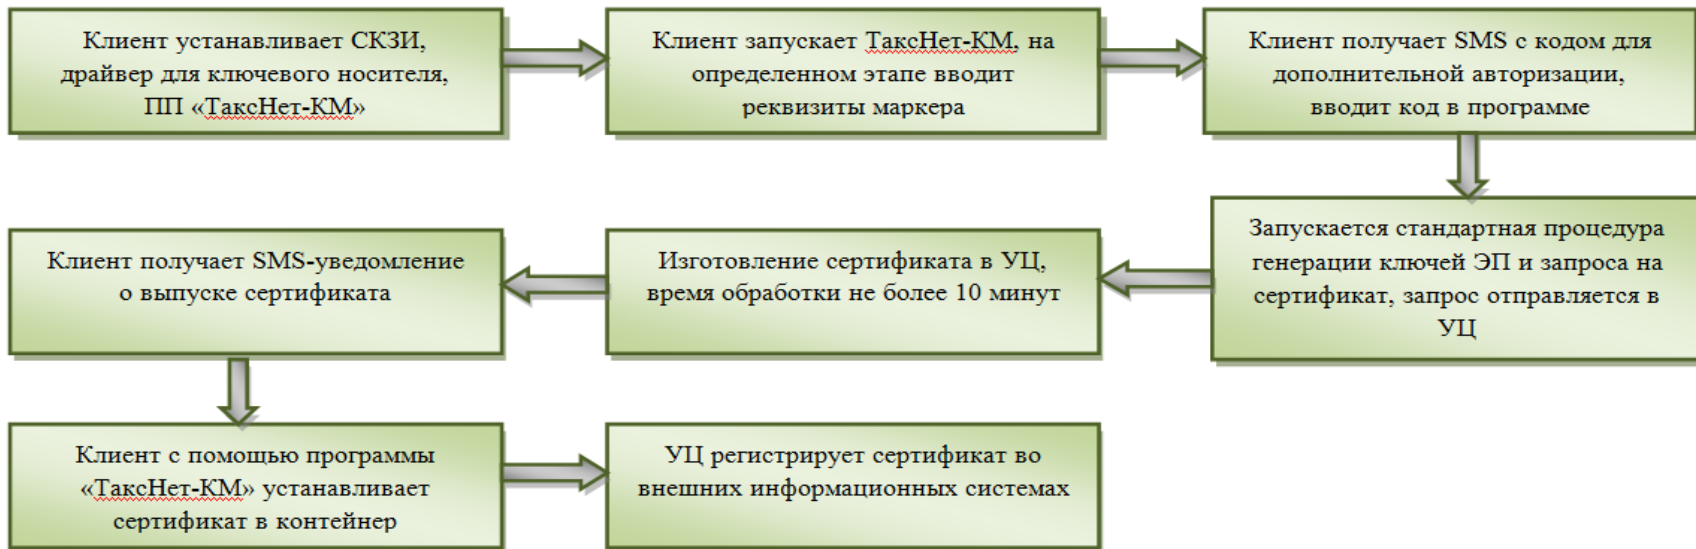 Клиент устанавливает СКЗИ,
драйвер для ключевого носителя,
ПП «ТаксНет-КМ»
Клиент запускает ТаксНет-КМ, на
определенном этапе вводит
реквизиты маркера
Клиент получает SMS с кодом для
дополнительной авторизации,
вводит код в программе
Запускается стандартная процедура
генерации ключей ЭП и запроса на
сертификат, запрос отправляется в
УЦ
Изготовление сертификата в УЦ,
время обработки не более 10 минут
Клиент получает SMS-уведомление
о выпуске сертификата
Клиент с помощью программы
«ТаксНет-КМ» устанавливает
сертификат в контейнер
УЦ регистрирует сертификат во
внешних информационных системах